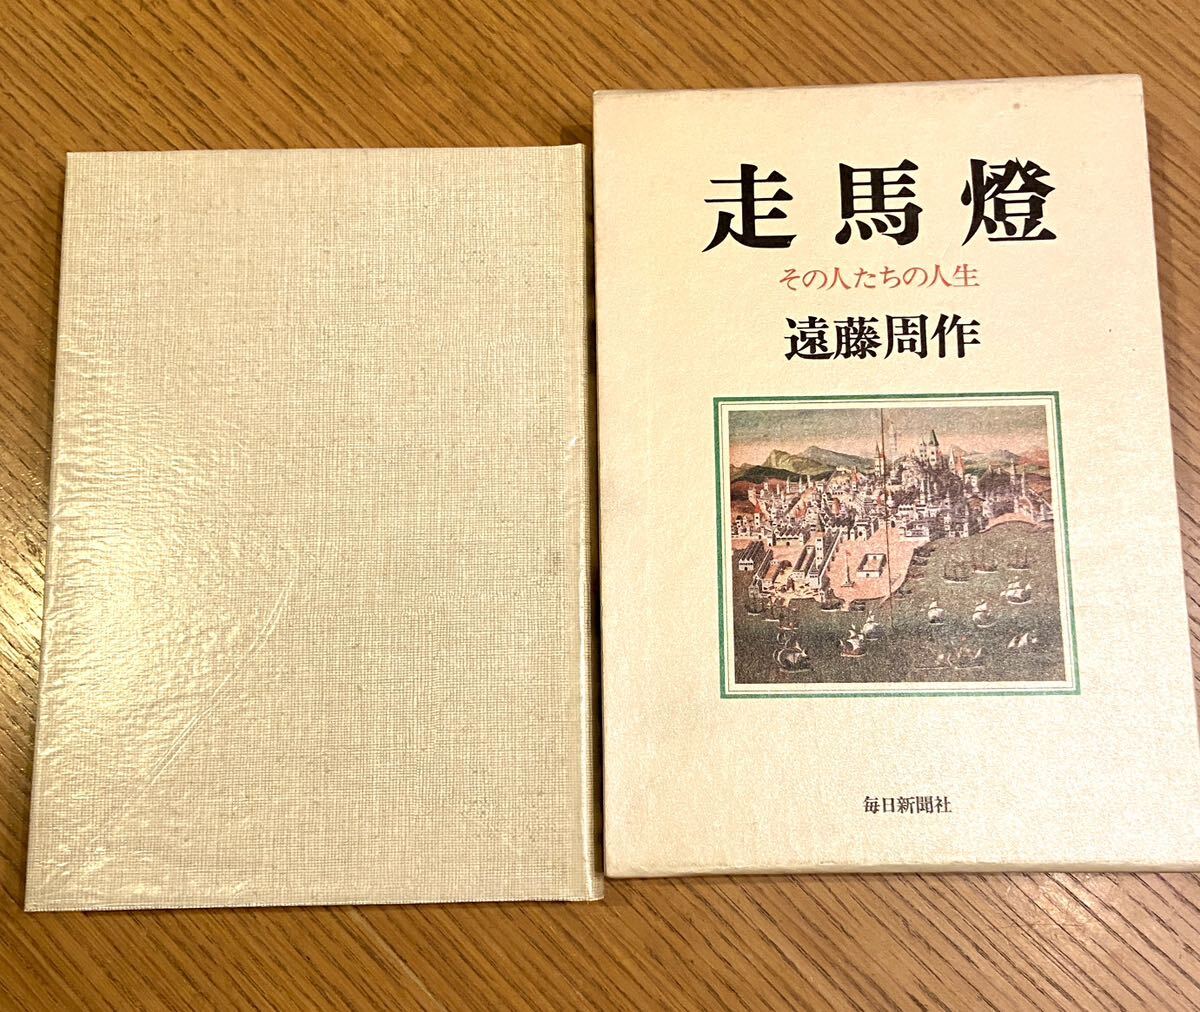 走馬燈
その人たちの人生
遠藤周作
毎日新聞社